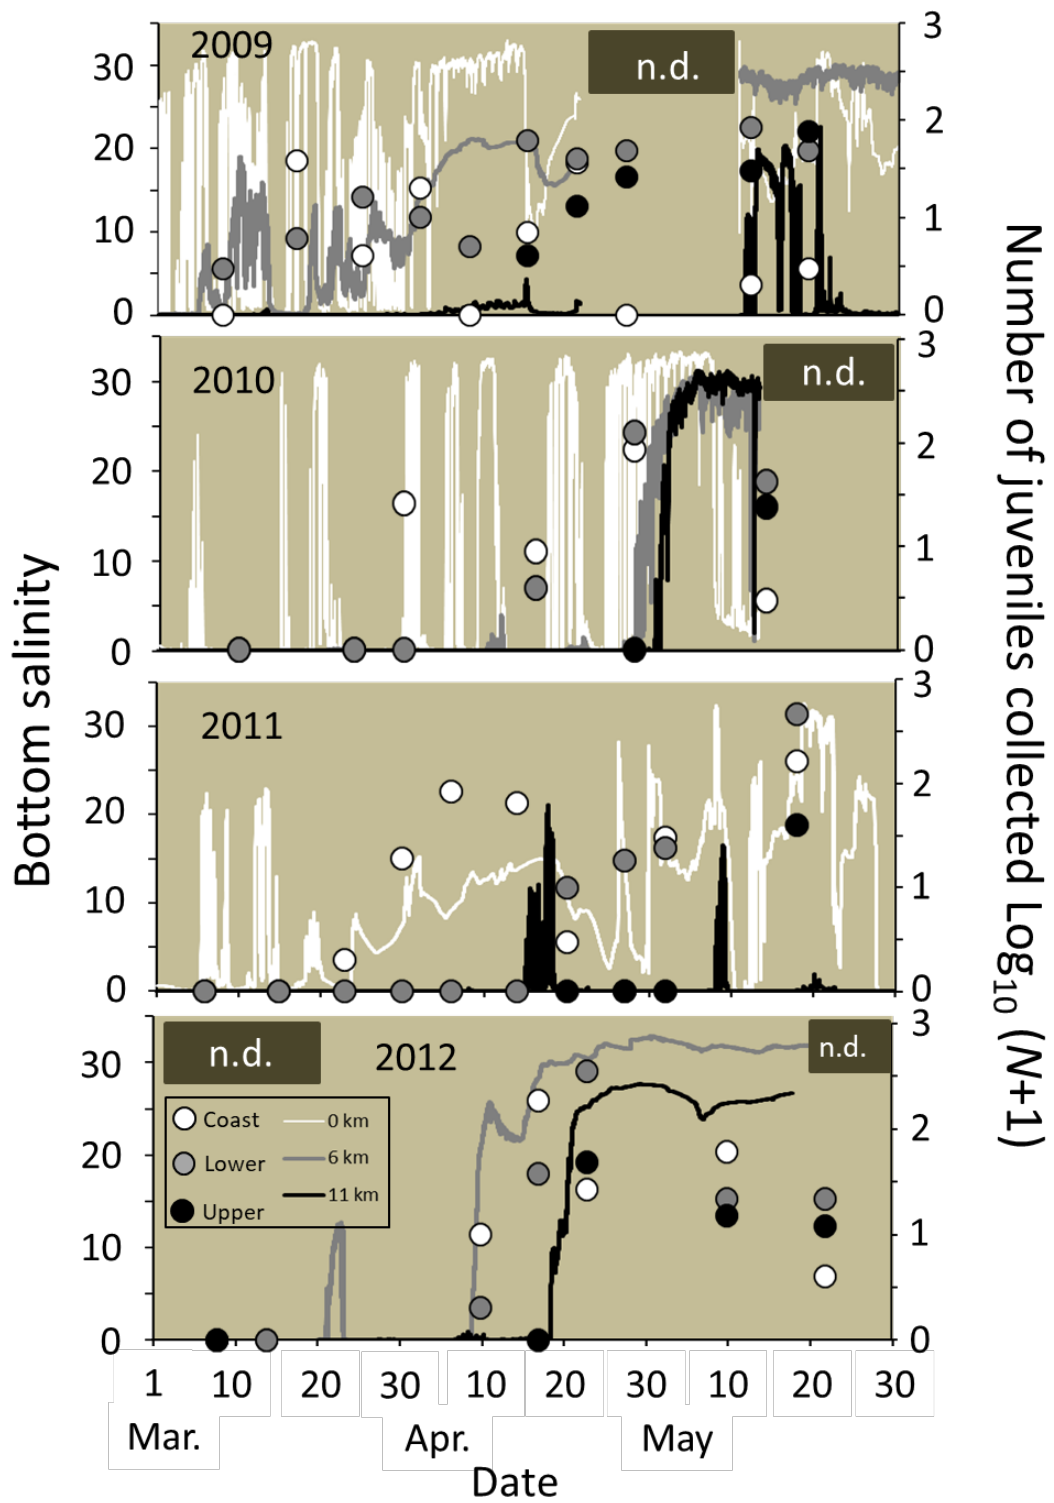 2009
n.d.
30
20
10
0
3
2
1
0
2010
n.d.
30
20
10
0
3
2
1
0
2011
30
20
10
0
3
2
1
0
n.d.
2012
n.d.
30
20
10
0
3
2
1
0
Coast
0 km
Lower
6 km
Upper
11 km
1 10 20 30 10 20 30 10 20 30
Mar. Apr. May
Date
Bottom salinity
Number of juveniles collected Log10 (N+1)